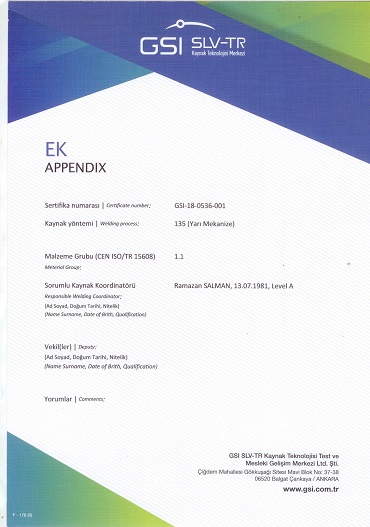 GSI SLV-TR
Kaynak Teknolojisi Merkezi
EK
APPENDIX
Sertifika numarası | Certificate number; GSI-18-0536-001
Kaynak yöntemi | Welding process; 135 (Yarı Mekanize)
Malzeme Grubu (CEN ISO/TR 15608) 1.1
Meterial Group;
Sorumlu Kaynak Koordinatörü Ramazan SALMAN, 13.07.1981, Level A
Responsible Welding Coordinator;
(Ad Soyad, Doğum Tarihi, Nitelik)
(Name Surname, Date of Brith, Qualification)
Vekil(ler) | Deputy;
(Ad Soyad, Doğum Tarihi, Nitelik)
(Name Surname, Date of Brith, Qualification)
Yorumlar | Comments;
GSI SLV-TR Kaynak Teknolojisi Test ve
Mesleki Gelişim Merkezi Ltd. Şti.
Çiğdem Mahallesi Gökkuşağı Sitesi Mavi Blok No: 37-38
06520 Balgat Çankaya / ANKARA
www.gsi.com.tr